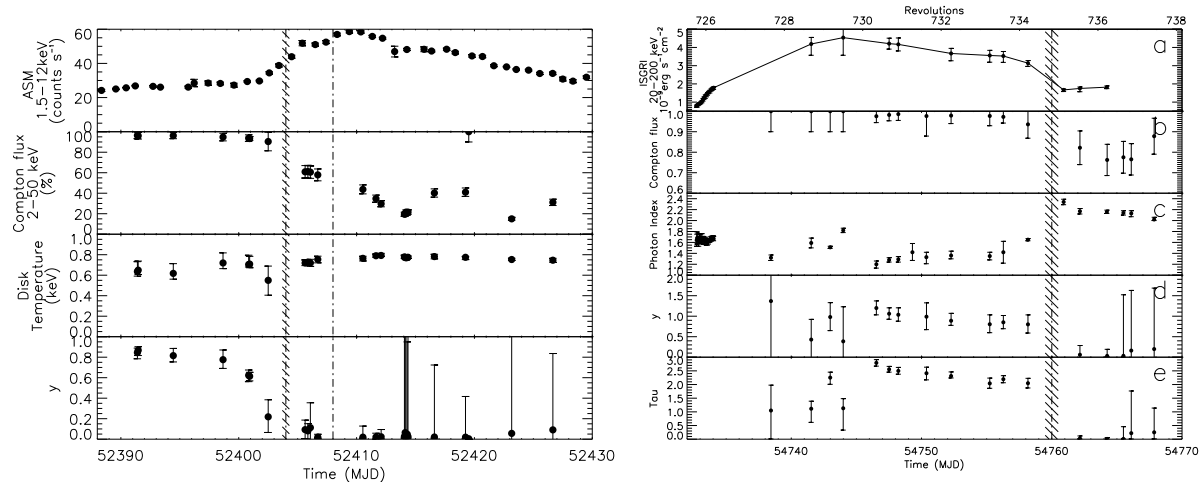 ASM
1.5–12keV
(counts s⁻¹)
60
40
20
0
Compton flux
2–50 keV
(%)
100
80
60
40
20
Disk
Temperature
(keV)
1.0
0.8
0.6
0.4
0.2
0.0
y
1.0
0.8
0.6
0.4
0.2
0.0
52390 52400 52410 52420 52430
Time (MJD)
Revolutions
726 728 730 732 734 736 738
ISGRI
20–200 keV
10⁻⁹erg s⁻¹cm⁻²
5
4
3
2
1
a
Compton flux
1.0
0.9
0.8
0.7
0.6
b
Photon Index
2.4
2.2
2.0
1.8
1.6
1.4
1.2
1.0
c
y
2.0
1.5
1.0
0.5
0.0
d
Tau
3.0
2.5
2.0
1.5
1.0
0.5
0.0
e
54740 54750 54760 54770
Time (MJD)